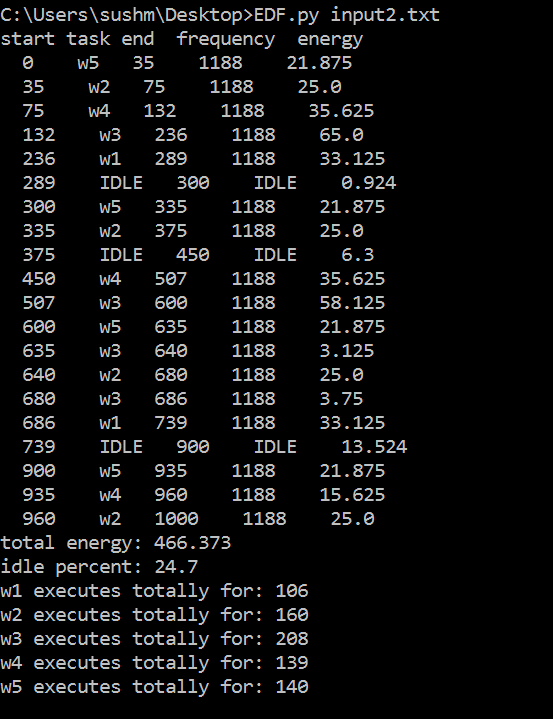 C:\Users\sushm\Desktop>EDF.py input2.txt
start task end  frequency   energy
  0    w5   35    1188    21.875
  35    w2   75    1188    25.0
  75    w4   132    1188    35.625
  132    w3   236    1188    65.0
  236    w1   289    1188    33.125
  289    IDLE   300    IDLE    0.924
  300    w5   335    1188    21.875
  335    w2   375    1188    25.0
  375    IDLE   450    IDLE    6.3
  450    w4   507    1188    35.625
  507    w3   600    1188    58.125
  600    w5   635    1188    21.875
  635    w3   640    1188    3.125
  640    w2   680    1188    25.0
  680    w3   686    1188    3.75
  686    w1   739    1188    33.125
  739    IDLE   900    IDLE    13.524
  900    w5   935    1188    21.875
  935    w4   960    1188    15.625
  960    w2   1000    1188    25.0
total energy: 466.373
idle percent: 24.7
w1 executes totally for: 106
w2 executes totally for: 160
w3 executes totally for: 208
w4 executes totally for: 139
w5 executes totally for: 140